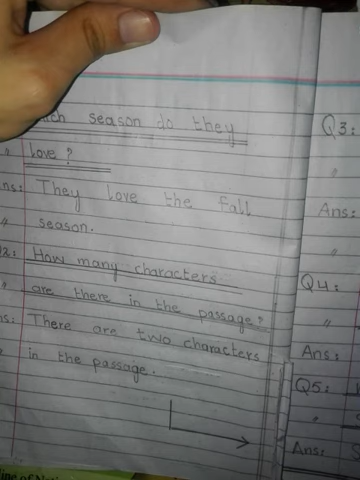 season do they
love?
Ans: They love the fall
season.
Q2: How many characters
are there in the passage?
Ans: There are two characters
in the passage.
Q3:
"
Ans:
"
Q4:
"
Ans:
Q5:
"
Ans: